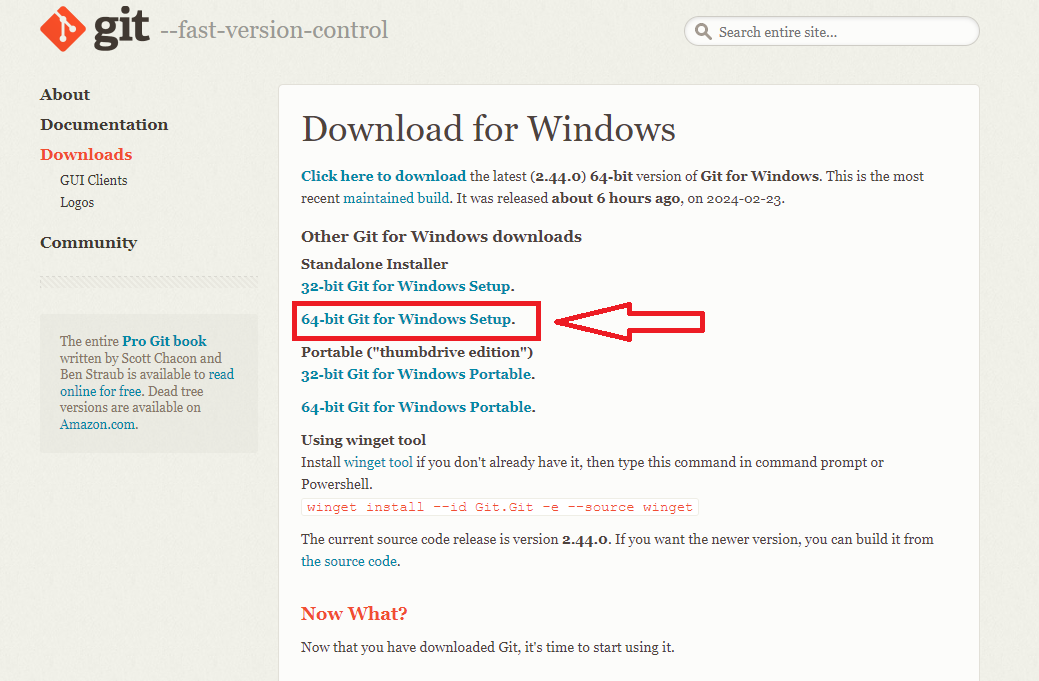 git --fast-version-control
Search entire site...
About
Documentation
Downloads
GUI Clients
Logos
Community
The entire Pro Git book
written by Scott Chacon and
Ben Straub is available to read
online for free. Dead tree
versions are available on
Amazon.com.
Download for Windows
Click here to download the latest (2.44.0) 64-bit version of Git for Windows. This is the most
recent maintained build. It was released about 6 hours ago, on 2024-02-23.
Other Git for Windows downloads
Standalone Installer
32-bit Git for Windows Setup.
64-bit Git for Windows Setup.
Portable ("thumbdrive edition")
32-bit Git for Windows Portable.
64-bit Git for Windows Portable.
Using winget tool
Install winget tool if you don't already have it, then type this command in command prompt or
Powershell.
winget install --id Git.Git -e --source winget
The current source code release is version 2.44.0. If you want the newer version, you can build it from
the source code.
Now What?
Now that you have downloaded Git, it's time to start using it.